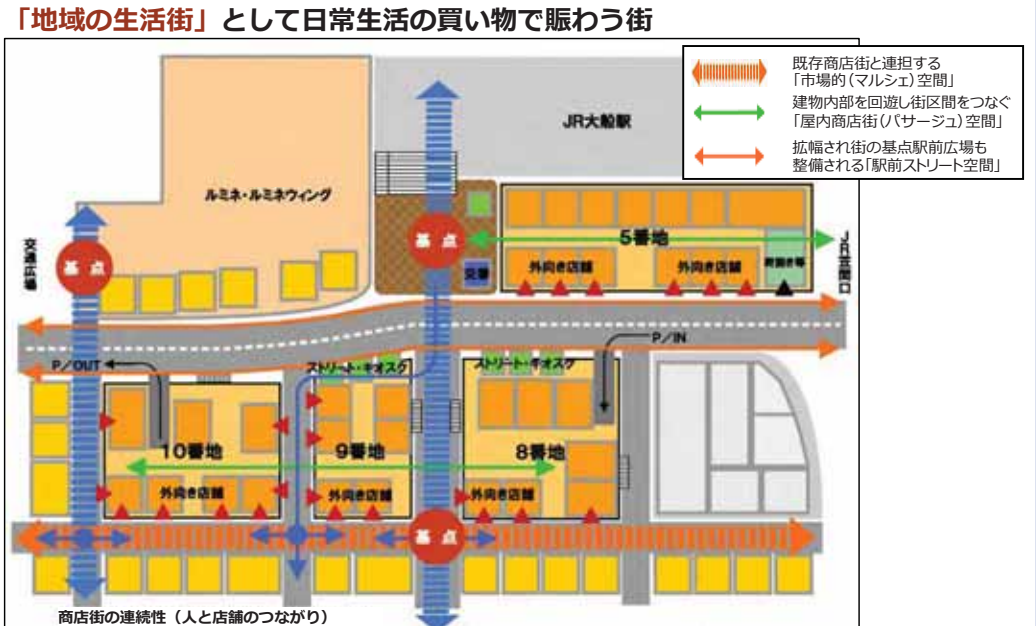 「地域の生活街」として日常生活の買い物で賑わう街
既存商店街と連担する
「市場的(マルシェ)空間」
建物内部を回遊し街区間をつなぐ
「屋内商店街(パサージュ)空間」
拡幅され街の基点駅前広場も
整備される「駅前ストリート空間」
JR大船駅
ルミネ・ルミネウィング
交通広場
基点
基点
交番
5番地
外向き店舗
外向き店舗
JR笠間口
P/OUT
ストリート・キオスク
ストリート・キオスク
P/IN
10番地
9番地
8番地
外向き店舗
外向き店舗
外向き店舗
基点
商店街の連続性(人と店舗のつながり)